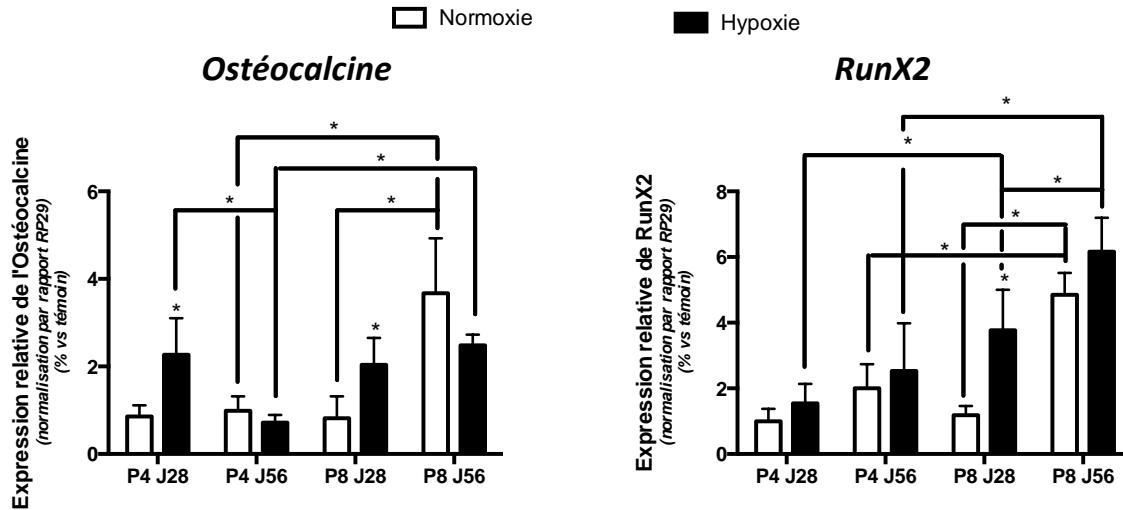 Normoxie
Hypoxie
Ostéocalcine
Expression relative de l'Ostéocalcine
(normalisation par rapport RP29)
(% vs témoin)
6
4
2
0
*
*
*
*
*
*
P4 J28
P4 J56
P8 J28
P8 J56
RunX2
Expression relative de RunX2
(normalisation par rapport RP29)
(% vs témoin)
8
6
4
2
0
*
*
*
*
*
*
P4 J28
P4 J56
P8 J28
P8 J56